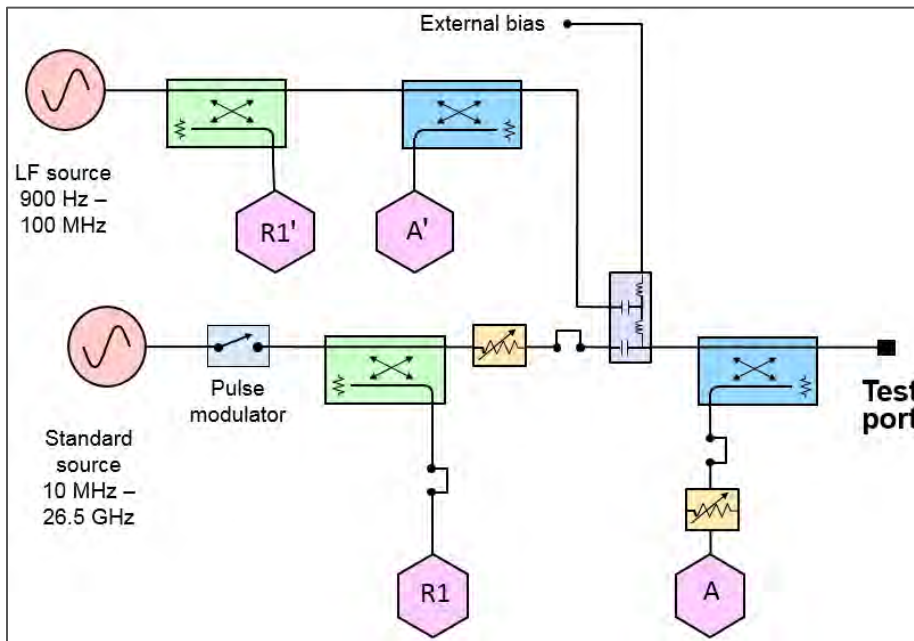 External bias
LF source
900 Hz –
100 MHz
R1'
A'
Pulse
modulator
Test
port
Standard
source
10 MHz –
26.5 GHz
R1
A